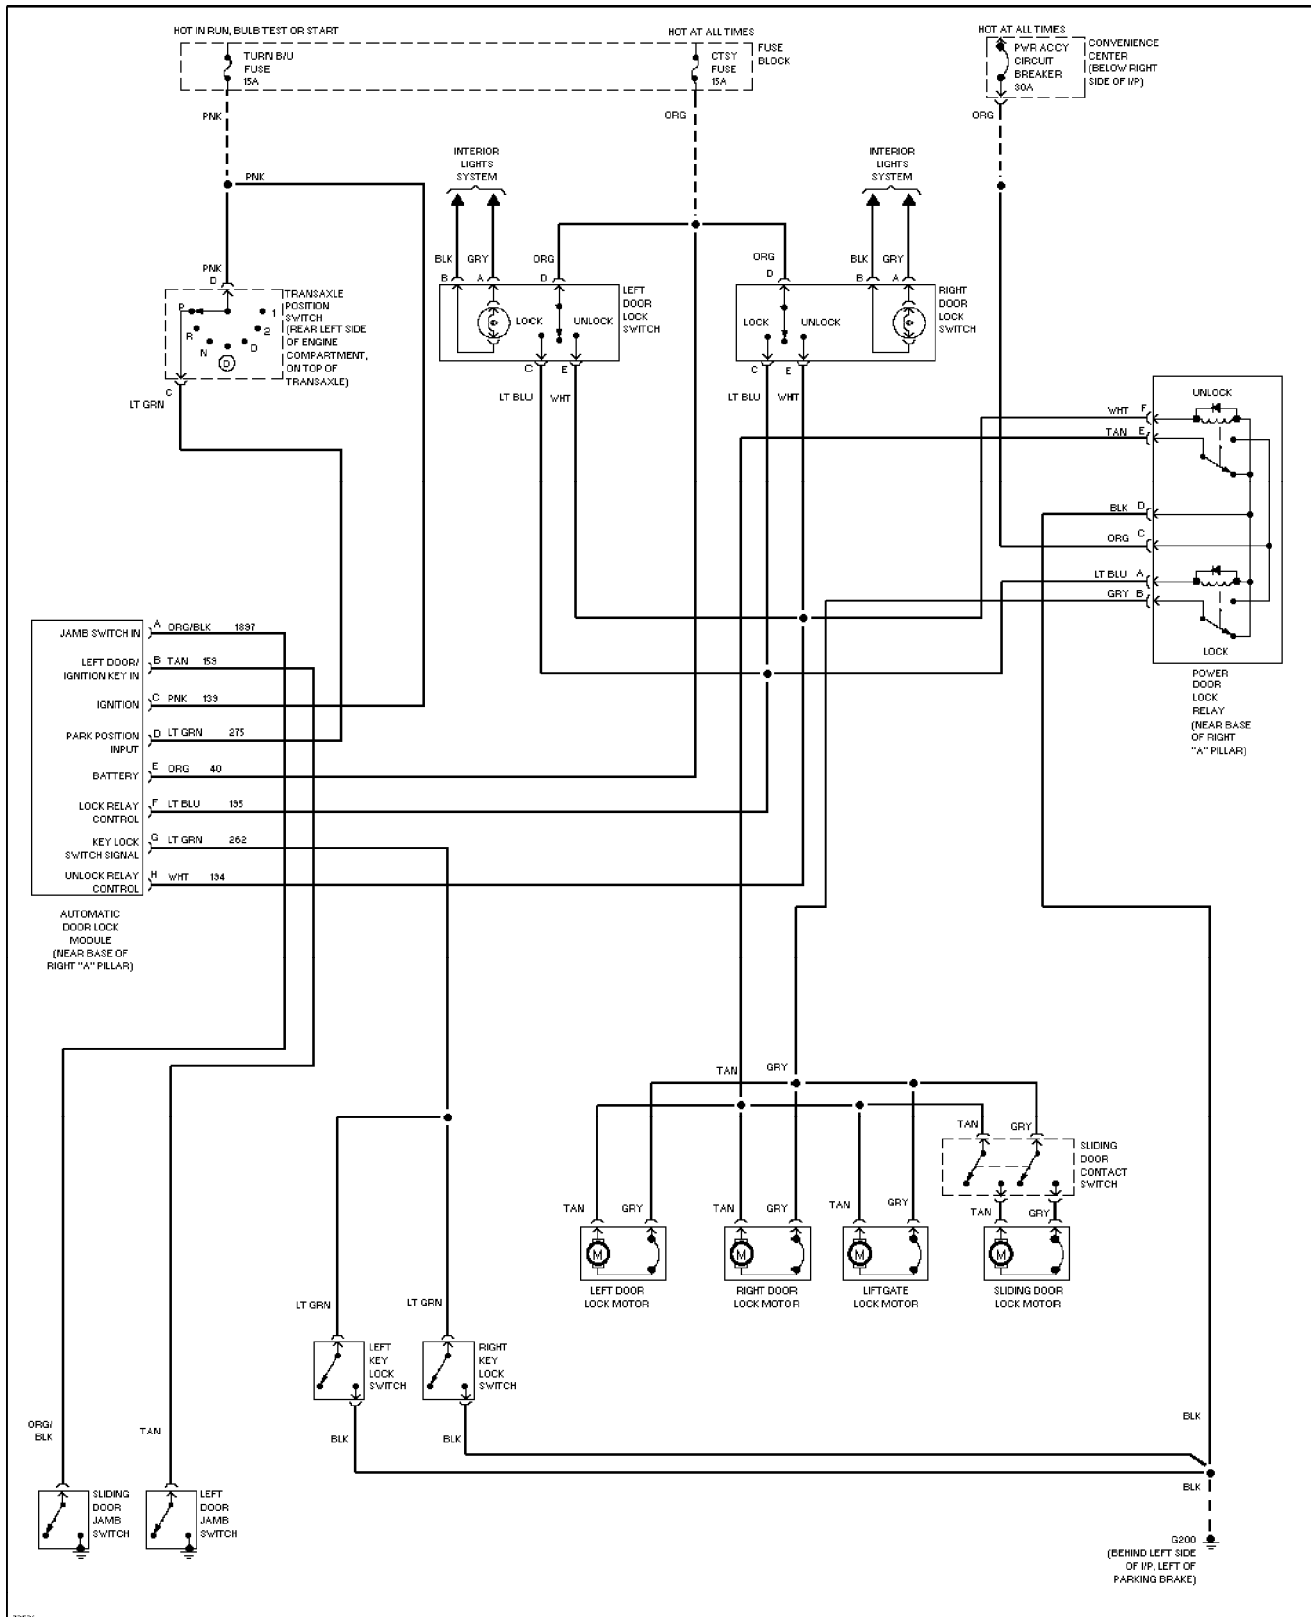 HOT IN RUN, BULB TEST OR START
HOT AT ALL TIMES
HOT AT ALL TIMES
TURN B/U
FUSE
15A
CTSY
FUSE
15A
FUSE
BLOCK
PWR ACCY
CIRCUIT
BREAKER
30A
CONVENIENCE
CENTER
(BELOW RIGHT
SIDE OF I/P)
PNK
ORG
ORG
PNK
INTERIOR
LIGHTS
SYSTEM
INTERIOR
LIGHTS
SYSTEM
PNK
D
BLK
GRY
ORG
B
A
D
ORG
BLK
GRY
D
B
A
P
R
N
D
2
1
D
TRANSAXLE
POSITION
SWITCH
(REAR LEFT SIDE
OF ENGINE
COMPARTMENT,
ON TOP OF
TRANSAXLE)
C
LT GRN
LOCK
UNLOCK
LEFT
DOOR
LOCK
SWITCH
C
E
LT BLU
WHT
LOCK
UNLOCK
RIGHT
DOOR
LOCK
SWITCH
C
E
LT BLU
WHT
UNLOCK
WHT F
TAN E
BLK D
ORG C
LT BLU A
GRY B
LOCK
POWER
DOOR
LOCK
RELAY
(NEAR BASE
OF RIGHT
"A" PILLAR)
JAMB SWITCH IN
A ORG/BLK 1897
LEFT DOOR/
IGNITION KEY IN
B TAN 159
IGNITION
C PNK 139
PARK POSITION
INPUT
D LT GRN 275
BATTERY
E ORG 40
LOCK RELAY
CONTROL
F LT BLU 195
KEY LOCK
SWITCH SIGNAL
G LT GRN 262
UNLOCK RELAY
CONTROL
H WHT 194
AUTOMATIC
DOOR LOCK
MODULE
(NEAR BASE OF
RIGHT "A" PILLAR)
TAN
GRY
TAN
GRY
SLIDING
DOOR
CONTACT
SWITCH
TAN
GRY
TAN
GRY
TAN
GRY
TAN
GRY
M
M
M
M
LEFT DOOR
LOCK MOTOR
RIGHT DOOR
LOCK MOTOR
LIFTGATE
LOCK MOTOR
SLIDING DOOR
LOCK MOTOR
LT GRN
LT GRN
LEFT
KEY
LOCK
SWITCH
RIGHT
KEY
LOCK
SWITCH
ORG/
BLK
TAN
BLK
BLK
BLK
BLK
SLIDING
DOOR
JAMB
SWITCH
LEFT
DOOR
JAMB
SWITCH
G200
(BEHIND LEFT SIDE
OF I/P, LEFT OF
PARKING BRAKE)